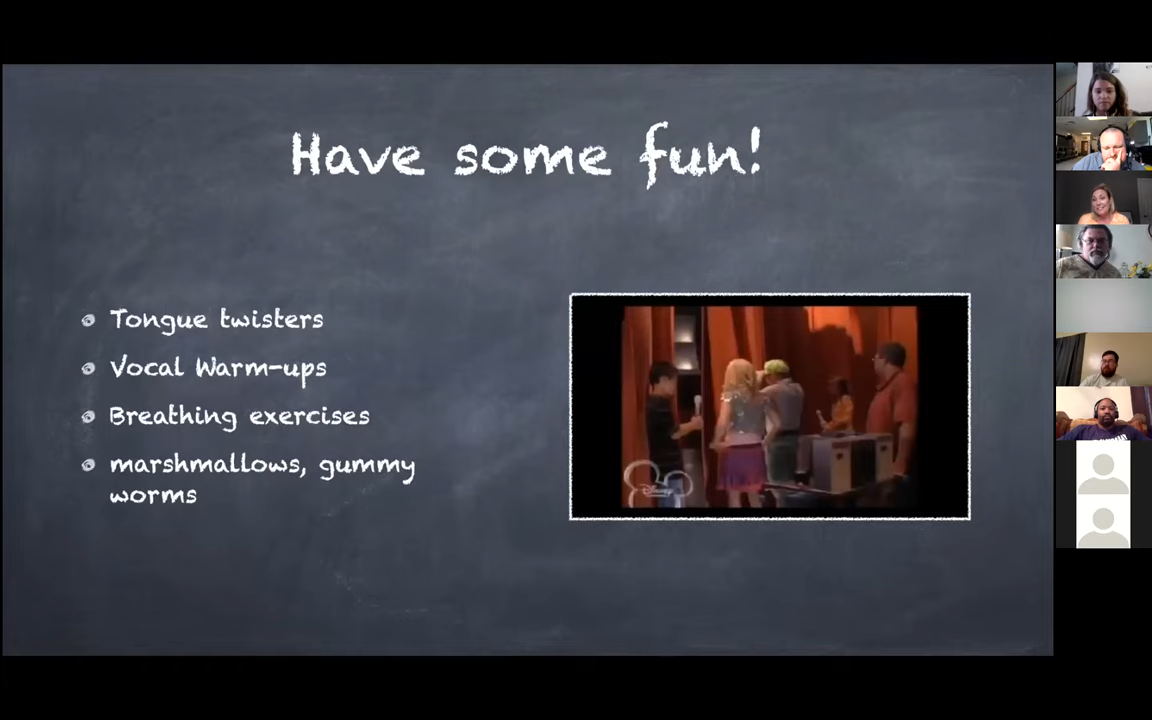 Have some fun!
Tongue twisters
Vocal Warm-ups
Breathing exercises
marshmallows, gummy
worms
Disney